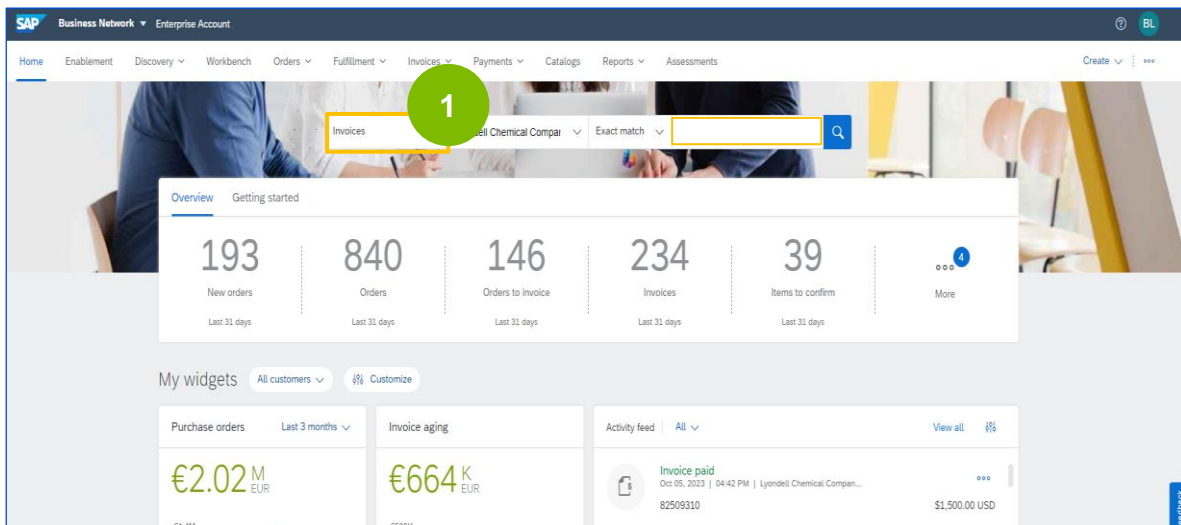 SAP Business Network Enterprise Account BL
Home Enablement Discovery Workbench Orders Fulfillment Invoices Payments Catalogs Reports Assessments Create
1
Invoices ell Chemical Compar Exact match
Overview Getting started
193 840 146 234 39 4
New orders Orders Orders to invoice Invoices Items to confirm More
Last 31 days Last 31 days Last 31 days Last 31 days Last 31 days
My widgets All customers Customize
Purchase orders Last 3 months Invoice aging Activity feed All View all
€2.02 M EUR €664 K EUR
Invoice paid
Oct 05, 2023 | 04:42 PM | Lyondell Chemical Compan...
82509310 $1,500.00 USD